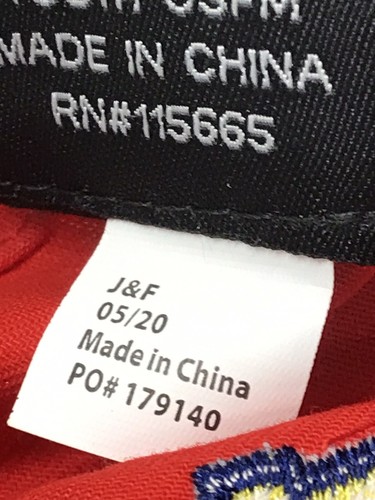 MADE IN CHINA
RN#115665
J&F
05/20
Made in China
PO# 179140